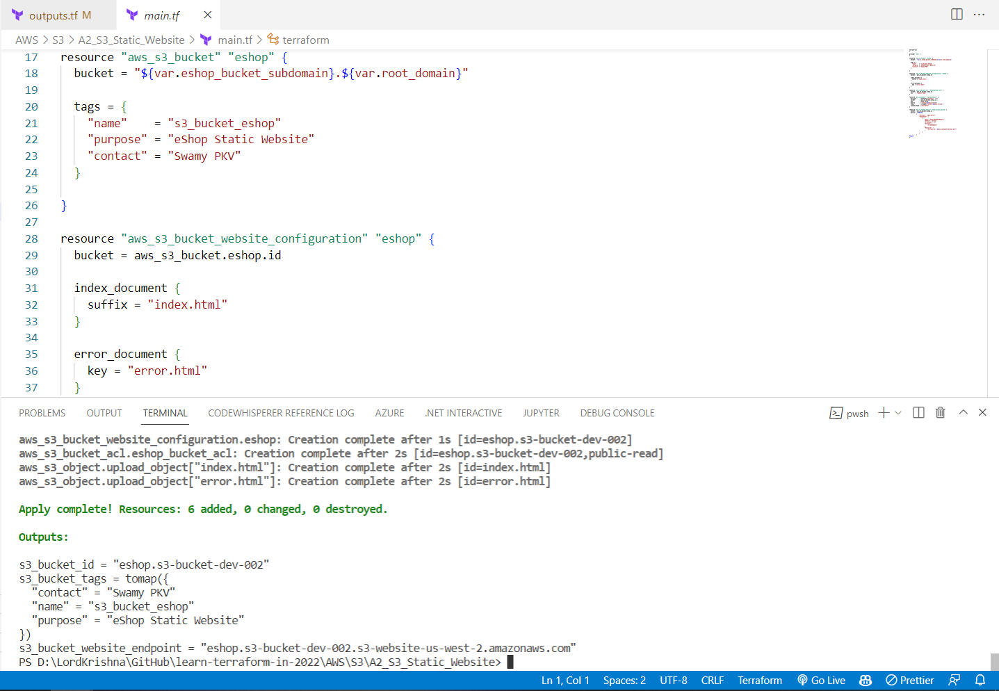 outputs.tf M
main.tf
AWS > S3 > A2_S3_Static_Website > main.tf > terraform
17 resource "aws_s3_bucket" "eshop" {
18 bucket = "${var.eshop_bucket_subdomain}.${var.root_domain}"
19
20 tags = {
21 "name" = "s3_bucket_eshop"
22 "purpose" = "eShop Static Website"
23 "contact" = "Swamy PKV"
24 }
25
26 }
27
28 resource "aws_s3_bucket_website_configuration" "eshop" {
29 bucket = aws_s3_bucket.eshop.id
30
31 index_document {
32 suffix = "index.html"
33 }
34
35 error_document {
36 key = "error.html"
37 }
PROBLEMS OUTPUT TERMINAL CODEWHISPERER REFERENCE LOG AZURE .NET INTERACTIVE JUPYTER DEBUG CONSOLE pwsh
aws_s3_bucket_website_configuration.eshop: Creation complete after 1s [id=eshop.s3-bucket-dev-002]
aws_s3_bucket_acl.eshop_bucket_acl: Creation complete after 2s [id=eshop.s3-bucket-dev-002,public-read]
aws_s3_object.upload_object["index.html"]: Creation complete after 2s [id=index.html]
aws_s3_object.upload_object["error.html"]: Creation complete after 2s [id=error.html]
Apply complete! Resources: 6 added, 0 changed, 0 destroyed.
Outputs:
s3_bucket_id = "eshop.s3-bucket-dev-002"
s3_bucket_tags = tomap({
"contact" = "Swamy PKV"
"name" = "s3_bucket_eshop"
"purpose" = "eShop Static Website"
})
s3_bucket_website_endpoint = "eshop.s3-bucket-dev-002.s3-website-us-west-2.amazonaws.com"
PS D:\LordKrishna\GitHub\learn-terraform-in-2022\AWS\S3\A2_S3_Static_Website>
Ln 1, Col 1 Spaces: 2 UTF-8 CRLF Terraform Go Live Prettier